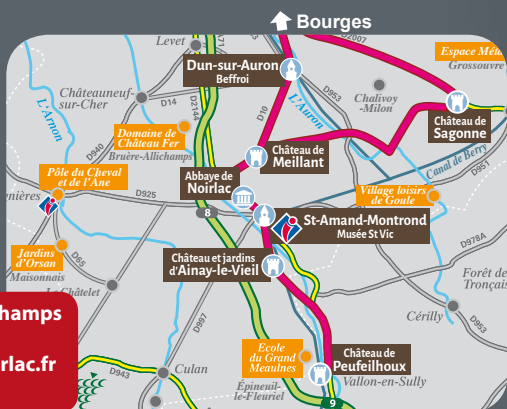 Bourges
Levet
D2007
Espace Méta
Grossouvre
Dun-sur-Auron
Beffroi
D953
Châteauneuf-
sur-Cher
D14
D2144
D10
L'Auron
Chalivoy
-Milon
Château de
Sagonne
L'Arnon
Domaine de
Château Fer
Bruère-Allichamps
D940
Château de
Meillant
Canal de Berry
D951
Pôle du Cheval
et de l'Ane
D925
Abbaye de
Noirlac
Village loisirs
de Goule
8
St-Amand-Montrond
Musée St Vic
D978A
Jardins
d'Orsan
Maisonnais
D65
Château et jardins
d'Ainay-le-Vieil
Forêt de
Tronçai
Le Châtelet
hamps
D997
Cérilly
D953
rlac.fr
Ecole
du Grand
Meaulnes
Château de
Peufeilhoux
D943
Culan
Épineuil-
le-Fleuriel
Vallon-en-Sully
9